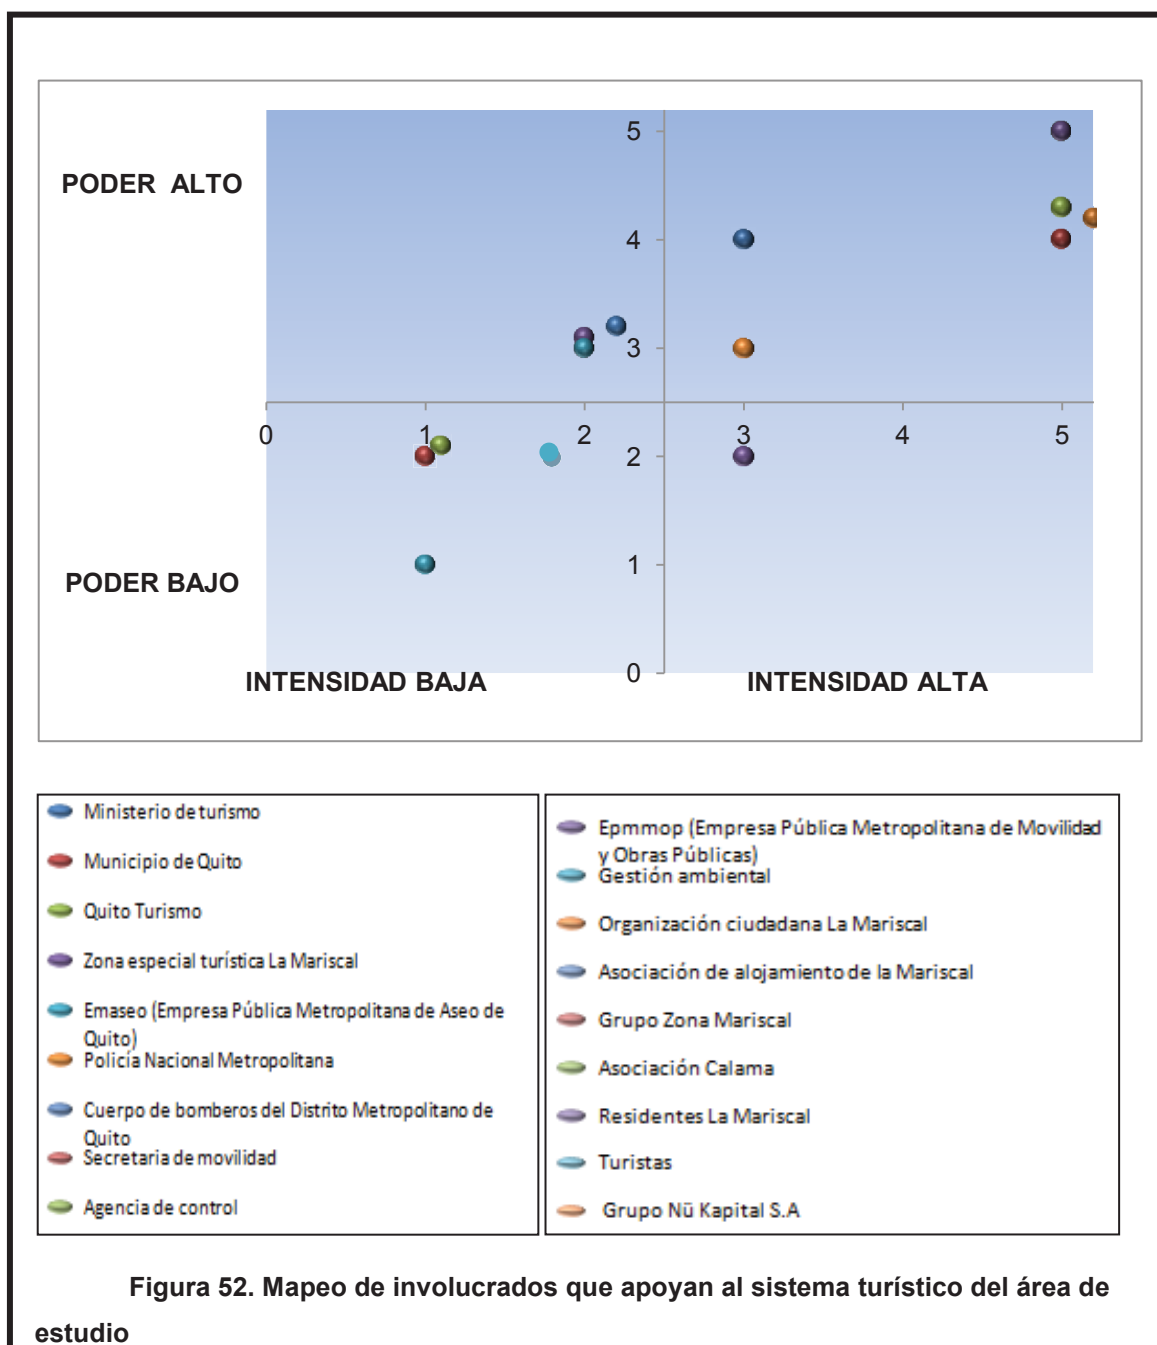 PODER ALTO
5
4
3
0
1
2
3
4
5
2
1
PODER BAJO
0
INTENSIDAD BAJA
INTENSIDAD ALTA
Ministerio de turismo
Municipio de Quito
Quito Turismo
Zona especial turística La Mariscal
Emaseo (Empresa Pública Metropolitana de Aseo de
Quito)
Policía Nacional Metropolitana
Cuerpo de bomberos del Distrito Metropolitano de
Quito
Secretaria de movilidad
Agencia de control
Epmmop (Empresa Pública Metropolitana de Movilidad
y Obras Públicas)
Gestión ambiental
Organización ciudadana La Mariscal
Asociación de alojamiento de la Mariscal
Grupo Zona Mariscal
Asociación Calama
Residentes La Mariscal
Turistas
Grupo Nü Kapital S.A
Figura 52. Mapeo de involucrados que apoyan al sistema turístico del área de
estudio